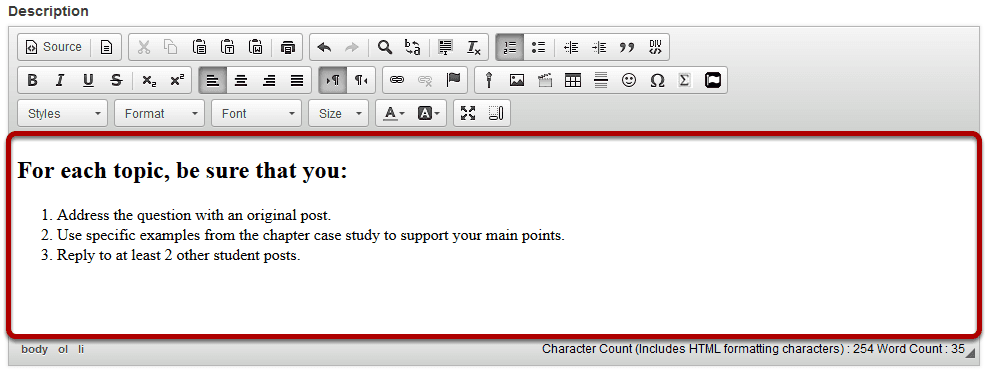 Description
Source
B I U S x₂ x² ¶ ¶ Ω Σ
Styles Format Font Size A A
For each topic, be sure that you:
1. Address the question with an original post.
2. Use specific examples from the chapter case study to support your main points.
3. Reply to at least 2 other student posts.
body ol li Character Count (Includes HTML formatting characters) : 254 Word Count : 35